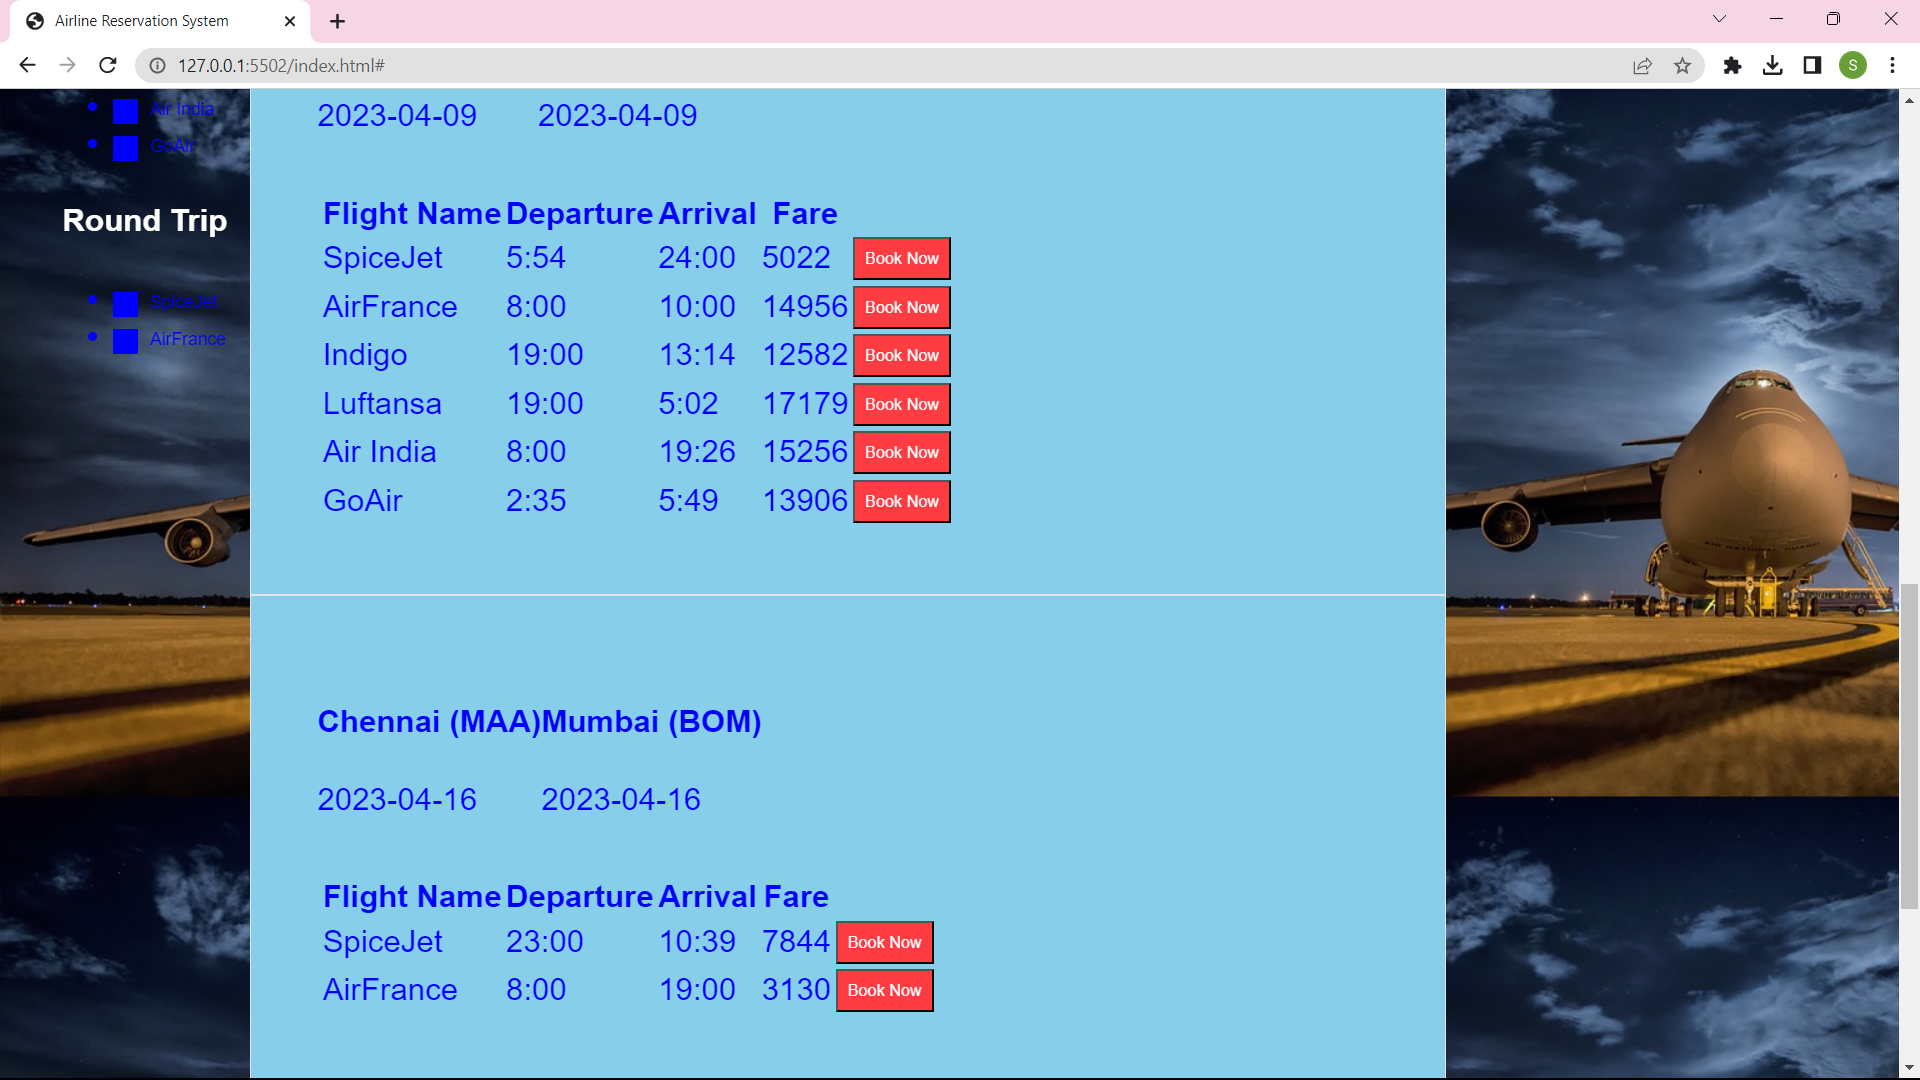 Airline Reservation System
127.0.0.1:5502/index.html#
S
Air India
GoAir
Round Trip
SpiceJet
AirFrance
2023-04-09 2023-04-09
Flight Name Departure Arrival Fare
SpiceJet 5:54 24:00 5022 Book Now
AirFrance 8:00 10:00 14956 Book Now
Indigo 19:00 13:14 12582 Book Now
Luftansa 19:00 5:02 17179 Book Now
Air India 8:00 19:26 15256 Book Now
GoAir 2:35 5:49 13906 Book Now
Chennai (MAA)Mumbai (BOM)
2023-04-16 2023-04-16
Flight Name Departure Arrival Fare
SpiceJet 23:00 10:39 7844 Book Now
AirFrance 8:00 19:00 3130 Book Now